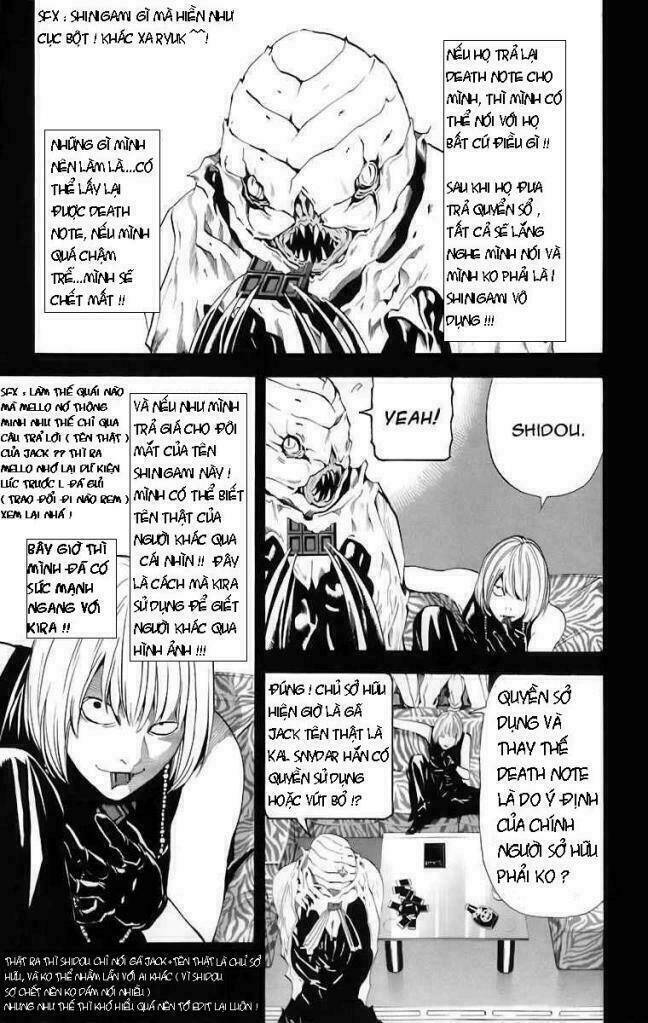 SFX : SHINIGAMI GÌ MÀ HIỀN NHƯ
CỤC BỘT ! KHÁC XA RYUK ^^!
NẾU HỌ TRẢ LẠI
DEATH NOTE CHO
MÌNH, THÌ MÌNH CÓ
THỂ NÓI VỚI HỌ
BẤT CỨ ĐIỀU GÌ !!
SAU KHI HỌ ĐƯA
TRẢ QUYỂN SỔ ,
TẤT CẢ SẼ LẮNG
NGHE MÌNH NÓI VÀ
MÌNH KO PHẢI LÀ 1
SHINIGAMI VÔ
DỤNG !!!
NHỮNG GÌ MÌNH
NÊN LÀM LÀ...CÓ
THỂ LẤY LẠI
ĐƯỢC DEATH
NOTE, NẾU MÌNH
QUÁ CHẬM
TRỄ...MÌNH SẼ
CHẾT MẤT !!
SHIDOU.
YEAH!
SFX : LÀM THẾ QUÁI NÀO
MÀ MELLO NÓ THÔNG
MINH NHƯ THẾ CHỈ QUA
CÂU TRẢ LỜI ( TÊN THẬT )
CỦA JACK ?? THÌ RA
MELLO NHỚ LẠI DỮ KIỆN
LÚC TRƯỚC L ĐÃ GỬI
( TRAO ĐỔI ĐI NÀO REM )
XEM LẠI NHÁ !
VÀ NẾU NHƯ MÌNH
TRẢ GIÁ CHO ĐÔI
MẮT CỦA TÊN
SHINIGAMI NÀY !
MÌNH CÓ THỂ BIẾT
TÊN THẬT CỦA
NGƯỜI KHÁC QUA
CÁI NHÌN !! ĐÂY
LÀ CÁCH MÀ KIRA
SỬ DỤNG ĐỂ GIẾT
NGƯỜI KHÁC QUA
HÌNH ẢNH !!!
BÂY GIỜ THÌ
MÌNH ĐÃ CÓ
SỨC MẠNH
NGANG VỚI
KIRA !!
QUYỀN SỞ
DỤNG VÀ
THAY THẾ
DEATH NOTE
LÀ DO Ý ĐỊNH
CỦA CHÍNH
NGƯỜI SỞ HỮU
PHẢI KO ?
ĐÚNG ! CHỦ SỞ HỮU
HIỆN GIỜ LÀ GÃ
JACK TÊN THẬT LÀ
KAL SNYDAR HẮN CÓ
QUYỀN SỬ DỤNG
HOẶC VỨT BỎ !?
THẬT RA THÌ SHIDOU CHỈ NÓI GÃ JACK+TÊN THẬT LÀ CHỦ SỞ
HỮU, VÀ KO THỂ NHẦM LẪN VỚI AI KHÁC ( VÌ SHIDOU
SỢ CHẾT NÊN KO DÁM NÓI NHIỀU )
NHƯNG NHƯ THẾ THÌ KHÓ HIỂU QUÁ NÊN TỚ EDIT LẠI LUÔN !